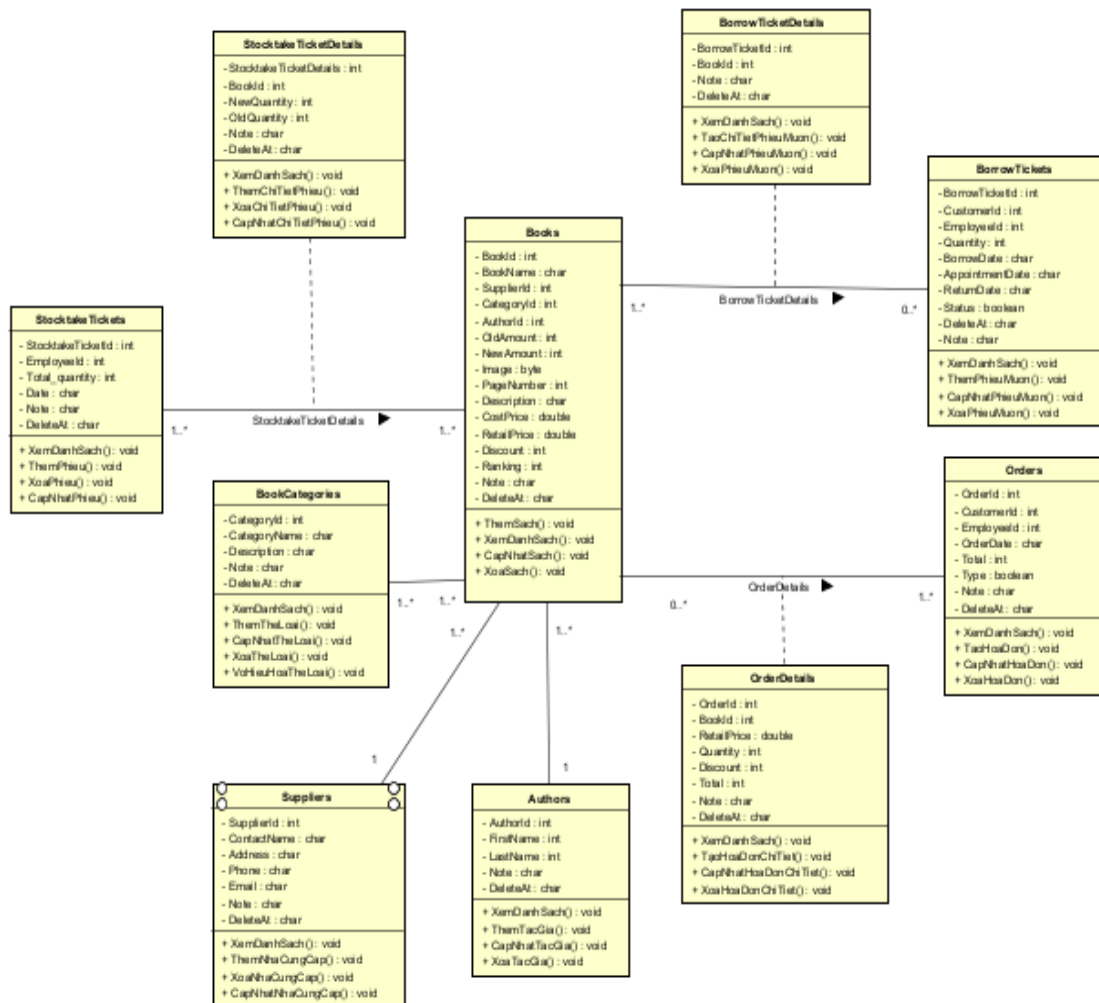 StocktakeTicketDetails
- StocktakeTicketDetails : int
- BookId : int
- NewQuantity : int
- OldQuantity : int
- Note : char
- DeleteAt : char
+ XemDanhSach() : void
+ ThemChiTietPhieu() : void
+ XoaChiTietPhieu() : void
+ CapNhatChiTietPhieu() : void
BorrowTicketDetails
- BorrowTicketId : int
- BookId : int
- Note : char
- DeleteAt : char
+ XemDanhSach() : void
+ TaoChiTietPhieuMuon() : void
+ CapNhatPhieuMuon() : void
+ XoaPhieuMuon() : void
BorrowTickets
- BorrowTicketId : int
- CustomerId : int
- EmployeeId : int
- Quantity : int
- BorrowDate : char
- AppointmentDate : char
- ReturnDate : char
- Status : boolean
- DeleteAt : char
- Note : char
+ XemDanhSach() : void
+ ThemPhieuMuon() : void
+ CapNhatPhieuMuon() : void
+ XoaPhieuMuon() : void
Books
- BookId : int
- BookName : char
- SupplierId : int
- CategoryId : int
- AuthorId : int
- OldAmount : int
- NewAmount : int
- Image : byte
- PageNumber : int
- Description : char
- CostPrice : double
- RetailPrice : double
- Discount : int
- Ranking : int
- Note : char
- DeleteAt : char
+ ThemSach() : void
+ XemDanhSach() : void
+ CapNhatSach() : void
+ XoaSach() : void
1..*
BorrowTicketDetails
0..*
StocktakeTickets
- StocktakeTicketId : int
- EmployeeId : int
- Total_quantity : int
- Date : char
- Note : char
- DeleteAt : char
+ XemDanhSach() : void
+ ThemPhieu() : void
+ XoaPhieu() : void
+ CapNhatPhieu() : void
1..*
StocktakeTicketDetails
1..*
BookCategories
- CategoryId : int
- CategoryName : char
- Description : char
- Note : char
- DeleteAt : char
+ XemDanhSach() : void
+ ThemTheLoai() : void
+ CapNhatTheLoai() : void
+ XoaTheLoai() : void
+ VoHieuHoaTheLoai() : void
1..*
1..*
1..*
1..*
0..*
OrderDetails
1..*
Orders
- OrderId : int
- CustomerId : int
- EmployeeId : int
- OrderDate : char
- Total : int
- Type : boolean
- Note : char
- DeleteAt : char
+ XemDanhSach() : void
+ TaoHoaDon() : void
+ CapNhatHoaDon() : void
+ XoaHoaDon() : void
OrderDetails
- OrderId : int
- BookId : int
- RetailPrice : double
- Quantity : int
- Discount : int
- Total : int
- Note : char
- DeleteAt : char
+ XemDanhSach() : void
+ TạoHoaDonChiTiet() : void
+ CapNhatHoaDonChiTiet() : void
+ XoaHoaDonChiTiet() : void
1
1
Suppliers
- SupplierId : int
- ContactName : char
- Address : char
- Phone : char
- Email : char
- Note : char
- DeleteAt : char
+ XemDanhSach() : void
+ ThemNhaCungCap() : void
+ XoaNhaCungCap() : void
+ CapNhatNhaCungCap() : void
Authors
- AuthorId : int
- FirstName : int
- LastName : int
- Note : char
- DeleteAt : char
+ XemDanhSach() : void
+ ThemTacGia() : void
+ CapNhatTacGia() : void
+ XoaTacGia() : void